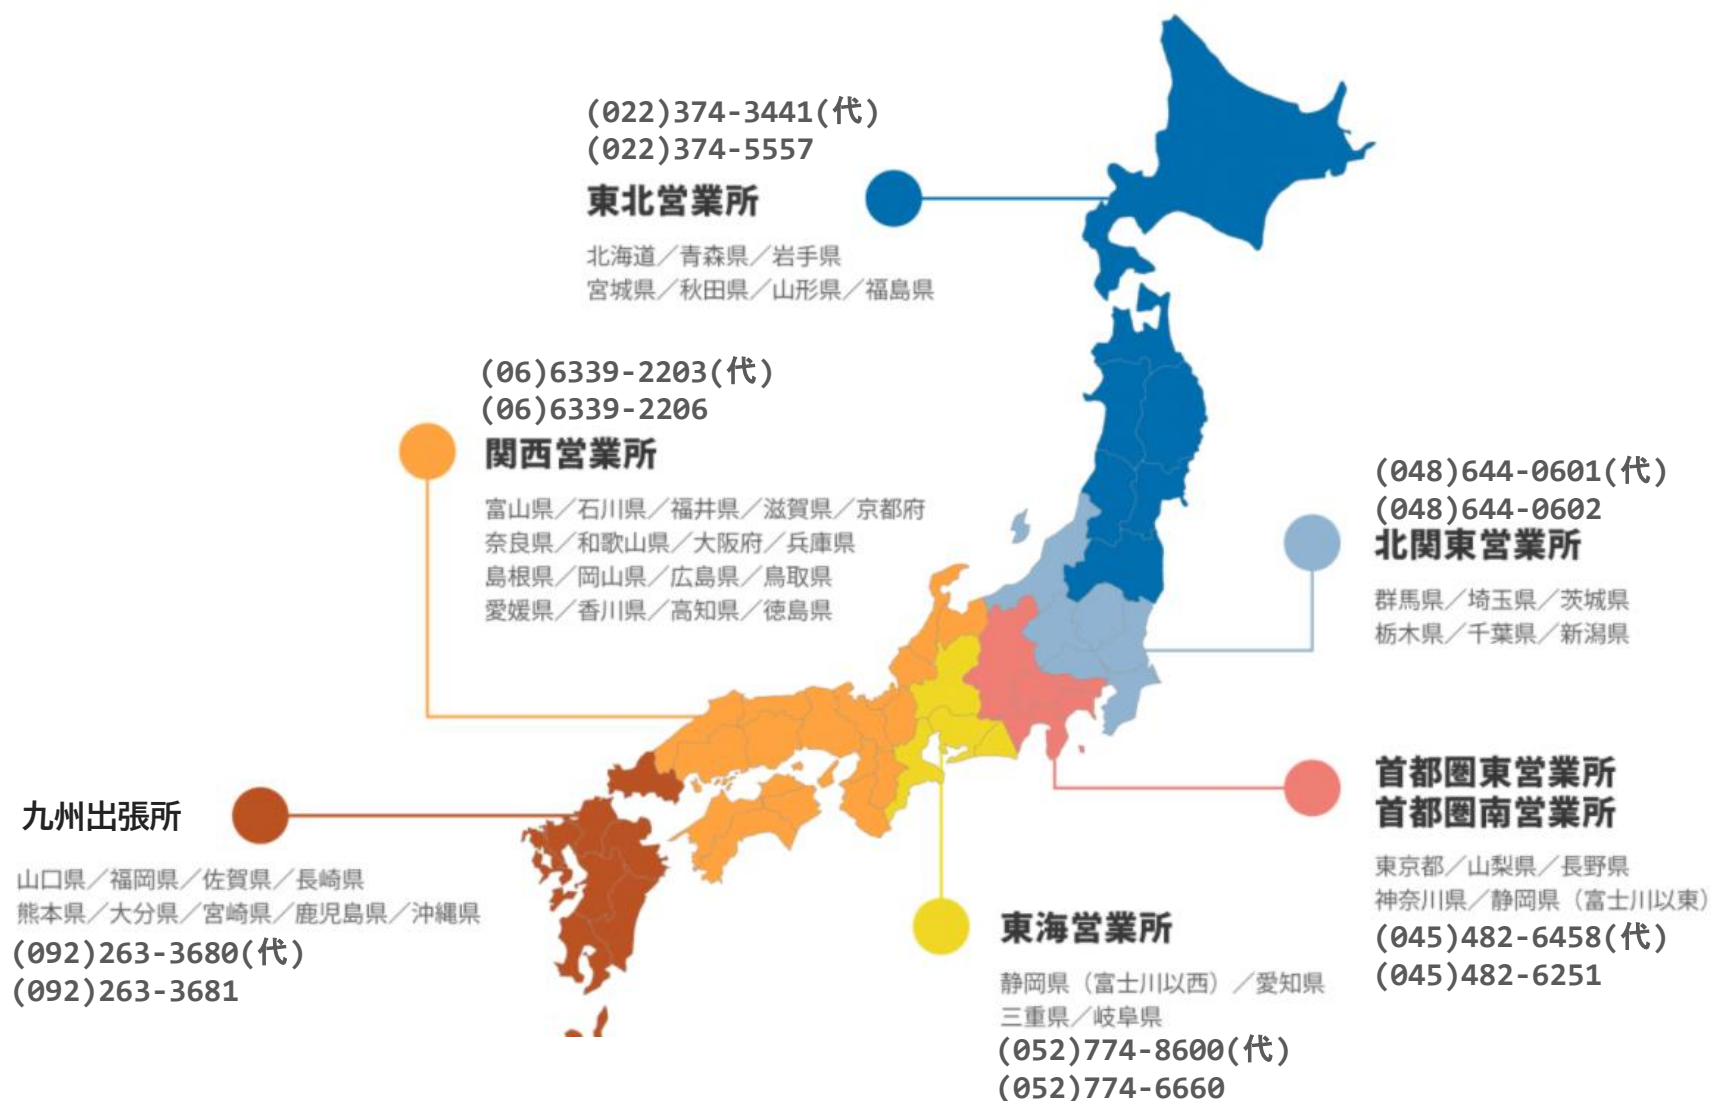 (022)374-3441(代)
(022)374-5557
東北営業所
北海道／青森県／岩手県
宮城県／秋田県／山形県／福島県
(06)6339-2203(代)
(06)6339-2206
関西営業所
富山県／石川県／福井県／滋賀県／京都府
奈良県／和歌山県／大阪府／兵庫県
島根県／岡山県／広島県／鳥取県
愛媛県／香川県／高知県／徳島県
(048)644-0601(代)
(048)644-0602
北関東営業所
群馬県／埼玉県／茨城県
栃木県／千葉県／新潟県
首都圏東営業所
首都圏南営業所
東京都／山梨県／長野県
神奈川県／静岡県（富士川以東）
(045)482-6458(代)
(045)482-6251
九州出張所
山口県／福岡県／佐賀県／長崎県
熊本県／大分県／宮崎県／鹿児島県／沖縄県
(092)263-3680(代)
(092)263-3681
東海営業所
静岡県（富士川以西）／愛知県
三重県／岐阜県
(052)774-8600(代)
(052)774-6660